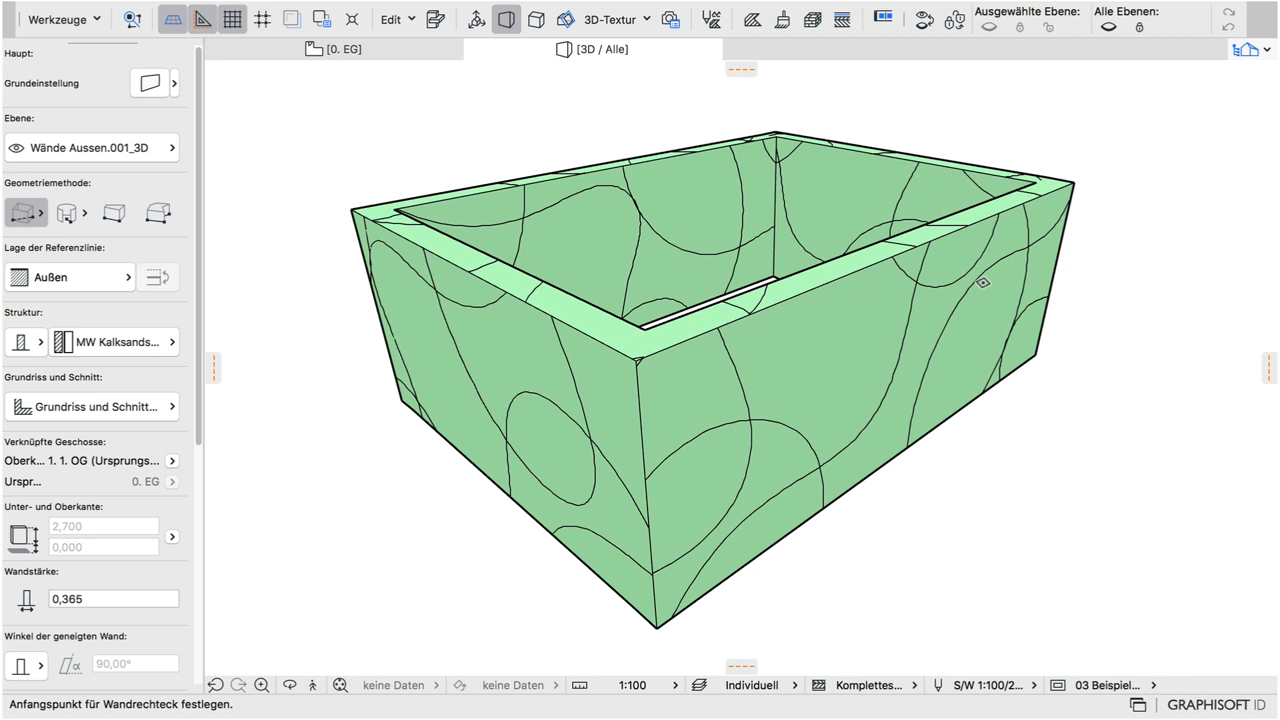 Werkzeuge
Edit
3D-Textur
Ausgewählte Ebene:
Alle Ebenen:
[0. EG]
[3D / Alle]
Haupt:
Grundeinstellung
Ebene:
Wände Aussen.001_3D
Geometriemethode:
Lage der Referenzlinie:
Außen
Struktur:
MW Kalksands...
Grundriss und Schnitt:
Grundriss und Schnitt...
Verknüpfte Geschosse:
Oberk... 1. 1. OG (Ursprungs...
Urspr... 0. EG
Unter- und Oberkante:
2,700
0,000
Wandstärke:
0,365
Winkel der geneigten Wand:
α 90,00°
keine Daten
keine Daten
1:100
Individuell
Komplettes...
S/W 1:100/2...
03 Beispiel...
Anfangspunkt für Wandrechteck festlegen.
GRAPHISOFT ID